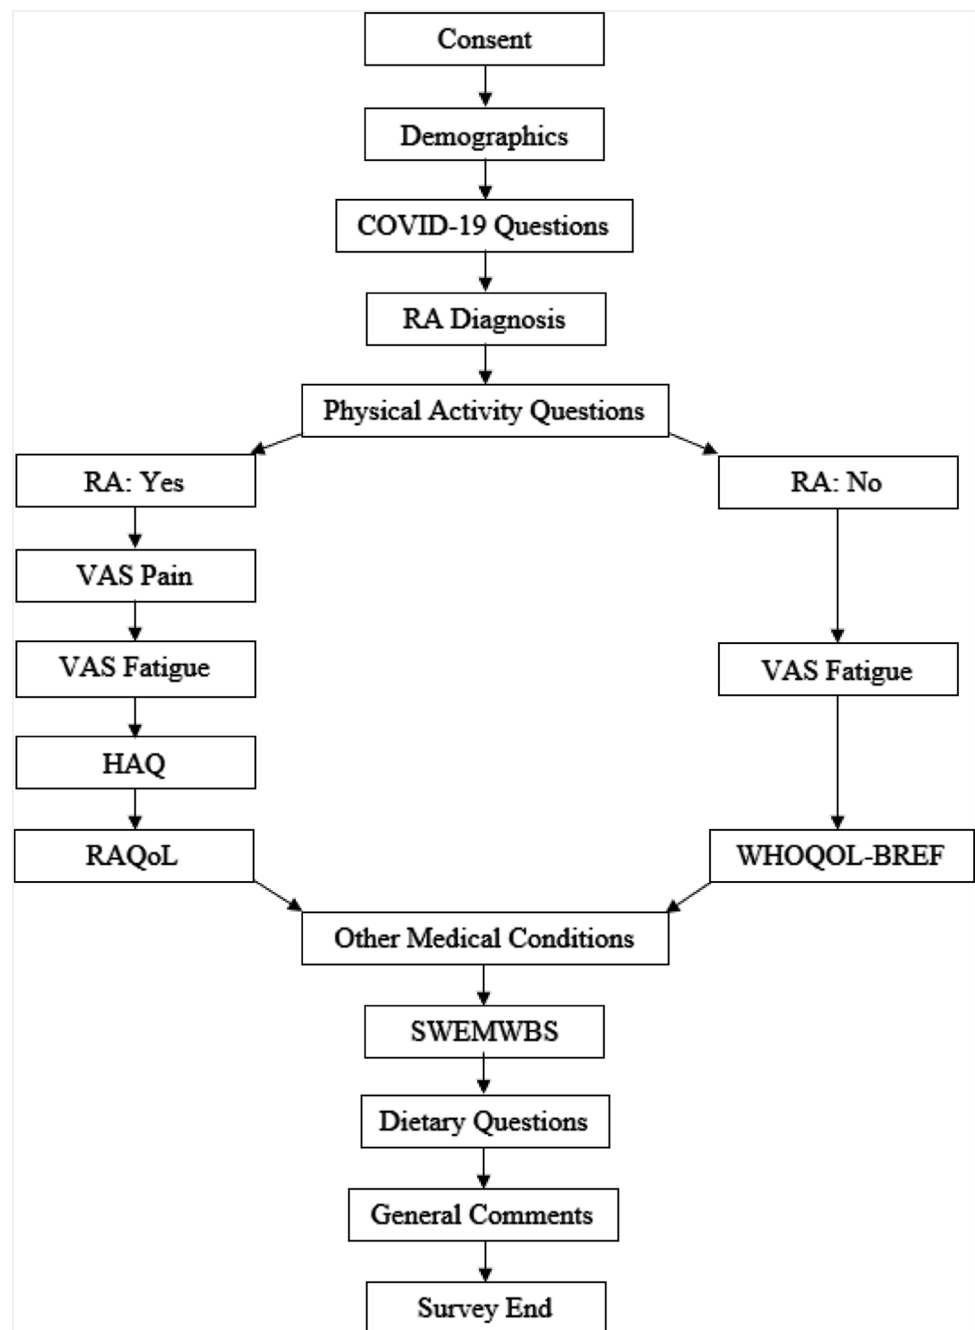 Consent
Demographics
COVID-19 Questions
RA Diagnosis
Physical Activity Questions
RA: Yes
RA: No
VAS Pain
VAS Fatigue
VAS Fatigue
HAQ
RAQoL
WHOQOL-BREF
Other Medical Conditions
SWEMWBS
Dietary Questions
General Comments
Survey End